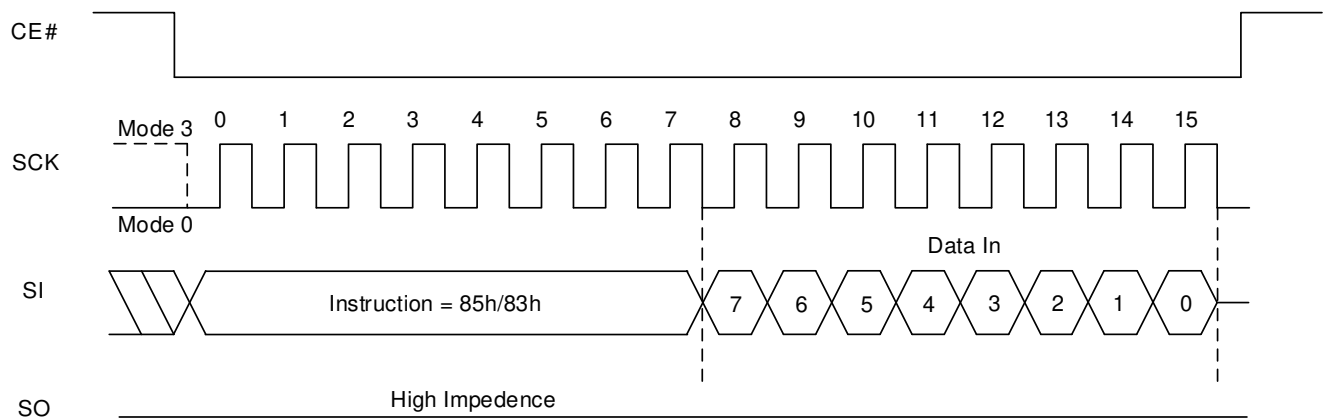 CE#
0 1 2 3 4 5 6 7 8 9 10 11 12 13 14 15
Mode 3
SCK
Mode 0
Data In
SI
Instruction = 85h/83h
7 6 5 4 3 2 1 0
High Impedence
SO